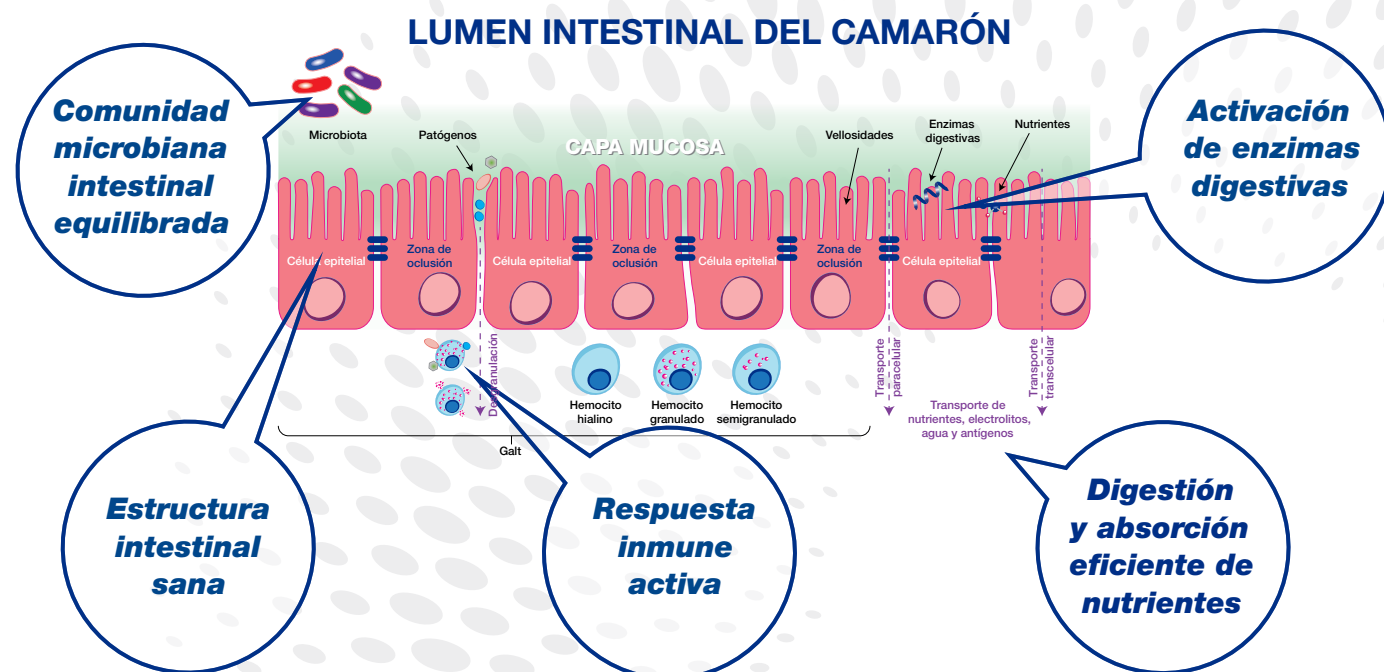 LUMEN INTESTINAL DEL CAMARÓN
Comunidad
microbiana
intestinal
equilibrada
Activación
de enzimas
digestivas
Microbiota
Patógenos
CAPA MUCOSA
Vellosidades
Enzimas
digestivas
Nutrientes
Célula epitelial
Zona de
oclusión
Célula epitelial
Zona de
oclusión
Célula epitelial
Zona de
oclusión
Célula epitelial
Degranulación
Hemocito
hialino
Hemocito
granulado
Hemocito
semigranulado
Transporte
paracelular
Transporte de
nutrientes, electrolitos,
agua y antígenos
Transporte
transcelular
Galt
Estructura
intestinal
sana
Respuesta
inmune
activa
Digestión
y absorción
eficiente de
nutrientes